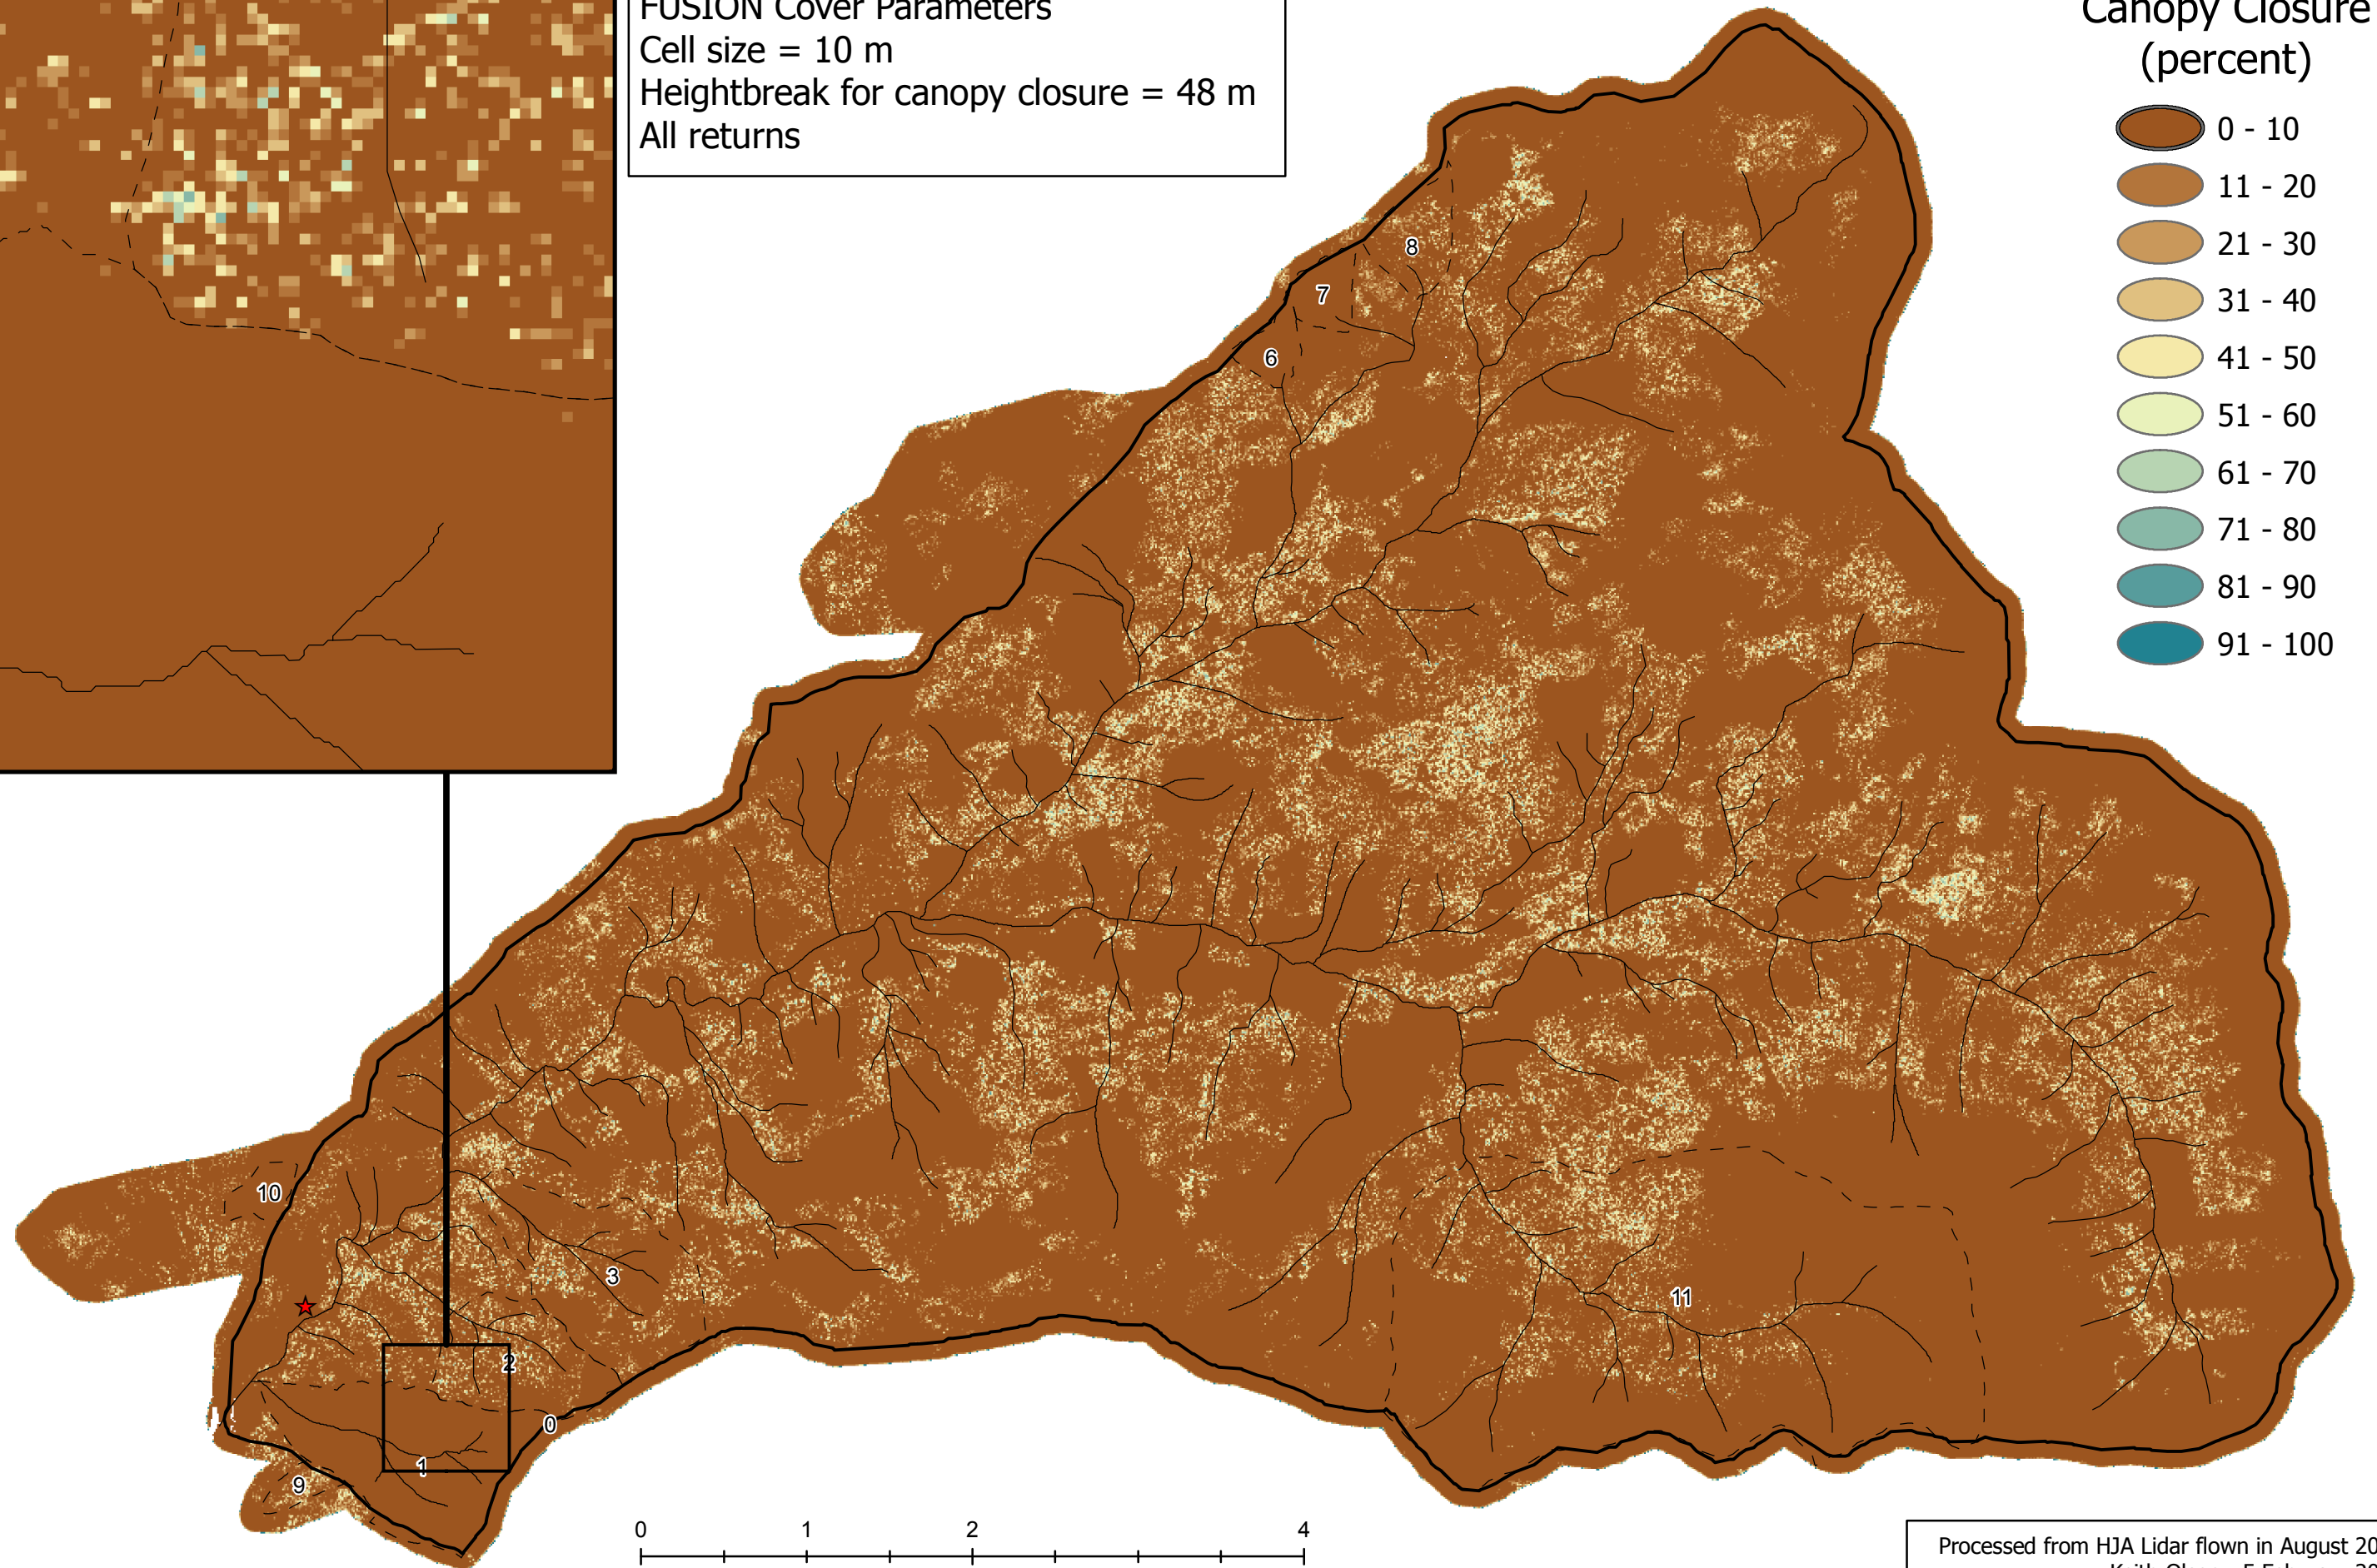 FUSION Cover Parameters
Cell size = 10 m
Heightbreak for canopy closure = 48 m
All returns
Canopy Closure
(percent)
0 - 10
11 - 20
21 - 30
31 - 40
41 - 50
51 - 60
61 - 70
71 - 80
81 - 90
91 - 100
8
7
6
10
3
11
2
0
1
9
0 1 2 4
Processed from HJA Lidar flown in August 20